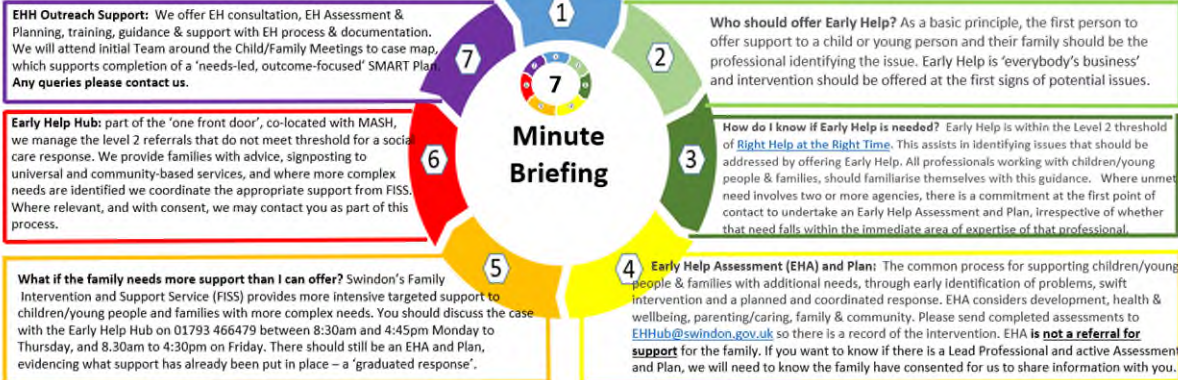 1
2
3
4
5
6
7
7
Minute
Briefing
Who should offer Early Help? As a basic principle, the first person to
offer support to a child or young person and their family should be the
professional identifying the issue. Early Help is ‘everybody’s business’
and intervention should be offered at the first signs of potential issues.
How do I know if Early Help is needed? Early Help is within the Level 2 threshold
of Right Help at the Right Time. This assists in identifying issues that should be
addressed by offering Early Help. All professionals working with children/young
people & families, should familiarise themselves with this guidance. Where unmet
need involves two or more agencies, there is a commitment at the first point of
contact to undertake an Early Help Assessment and Plan, irrespective of whether
that need falls within the immediate area of expertise of that professional.
Early Help Assessment (EHA) and Plan: The common process for supporting children/young
people & families with additional needs, through early identification of problems, swift
intervention and a planned and coordinated response. EHA considers development, health &
wellbeing, parenting/caring, family & community. Please send completed assessments to
EHHub@swindon.gov.uk so there is a record of the intervention. EHA is not a referral for
support for the family. If you want to know if there is a Lead Professional and active Assessment
and Plan, we will need to know the family have consented for us to share information with you.
What if the family needs more support than I can offer? Swindon’s Family
Intervention and Support Service (FISS) provides more intensive targeted support to
children/young people and families with more complex needs. You should discuss the case
with the Early Help Hub on 01793 466479 between 8:30am and 4:45pm Monday to
Thursday, and 8.30am to 4:30pm on Friday. There should still be an EHA and Plan,
evidencing what support has already been put in place – a ‘graduated response’.
Early Help Hub: part of the ‘one front door’, co-located with MASH,
we manage the level 2 referrals that do not meet threshold for a social
care response. We provide families with advice, signposting to
universal and community-based services, and where more complex
needs are identified we coordinate the appropriate support from FISS.
Where relevant, and with consent, we may contact you as part of this
process.
EHH Outreach Support: We offer EH consultation, EH Assessment &
Planning, training, guidance & support with EH process & documentation.
We will attend initial Team around the Child/Family Meetings to case map,
which supports completion of a ‘needs-led, outcome-focused’ SMART Plan.
Any queries please contact us.